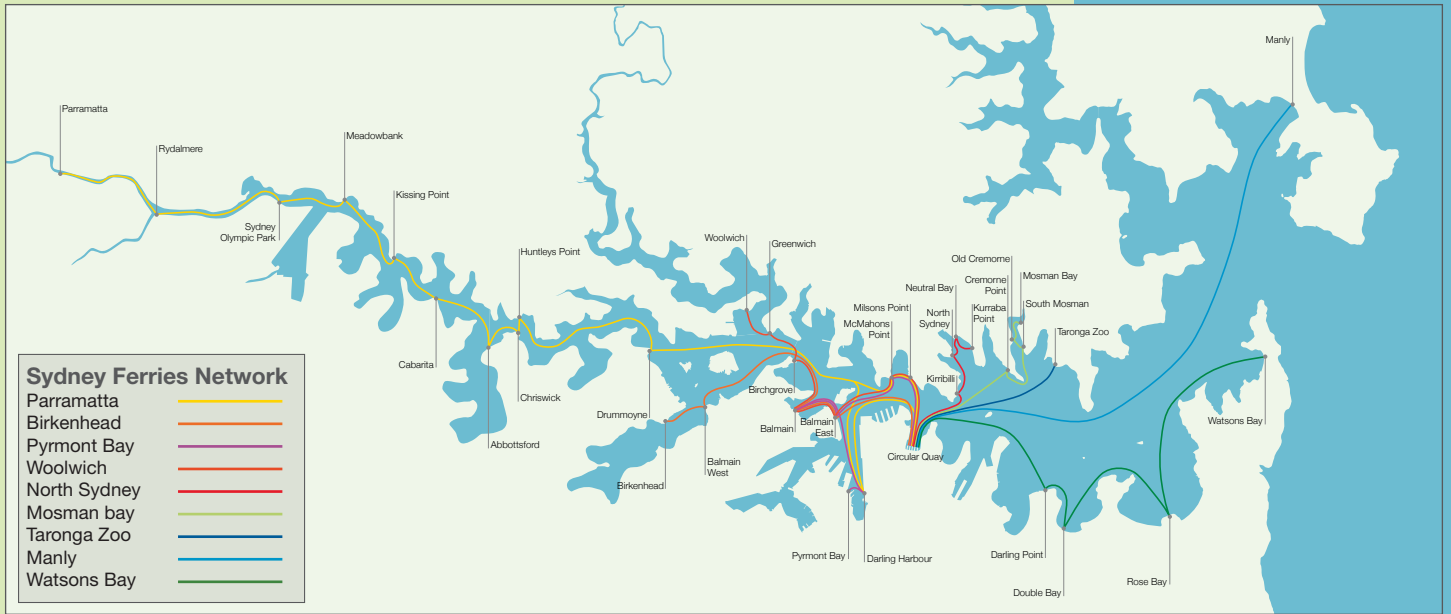 Manly
Parramatta
Meadowbank
Rydalmere
Kissing Point
Sydney
Olympic Park
Woolwich
Greenwich
Huntleys Point
Old Cremorne
Mosman Bay
Cremorne
Point
Neutral Bay
South Mosman
Milsons Point
North
Sydney
Kurraba
Point
McMahons
Point
Taronga Zoo
Cabarita
Kirribilli
Birchgrove
Chriswick
Drummoyne
Balmain
Balmain
East
Watsons Bay
Abbottsford
Circular Quay
Balmain
West
Birkenhead
Pyrmont Bay
Darling Harbour
Darling Point
Double Bay
Rose Bay
Sydney Ferries Network
Parramatta
Birkenhead
Pyrmont Bay
Woolwich
North Sydney
Mosman bay
Taronga Zoo
Manly
Watsons Bay